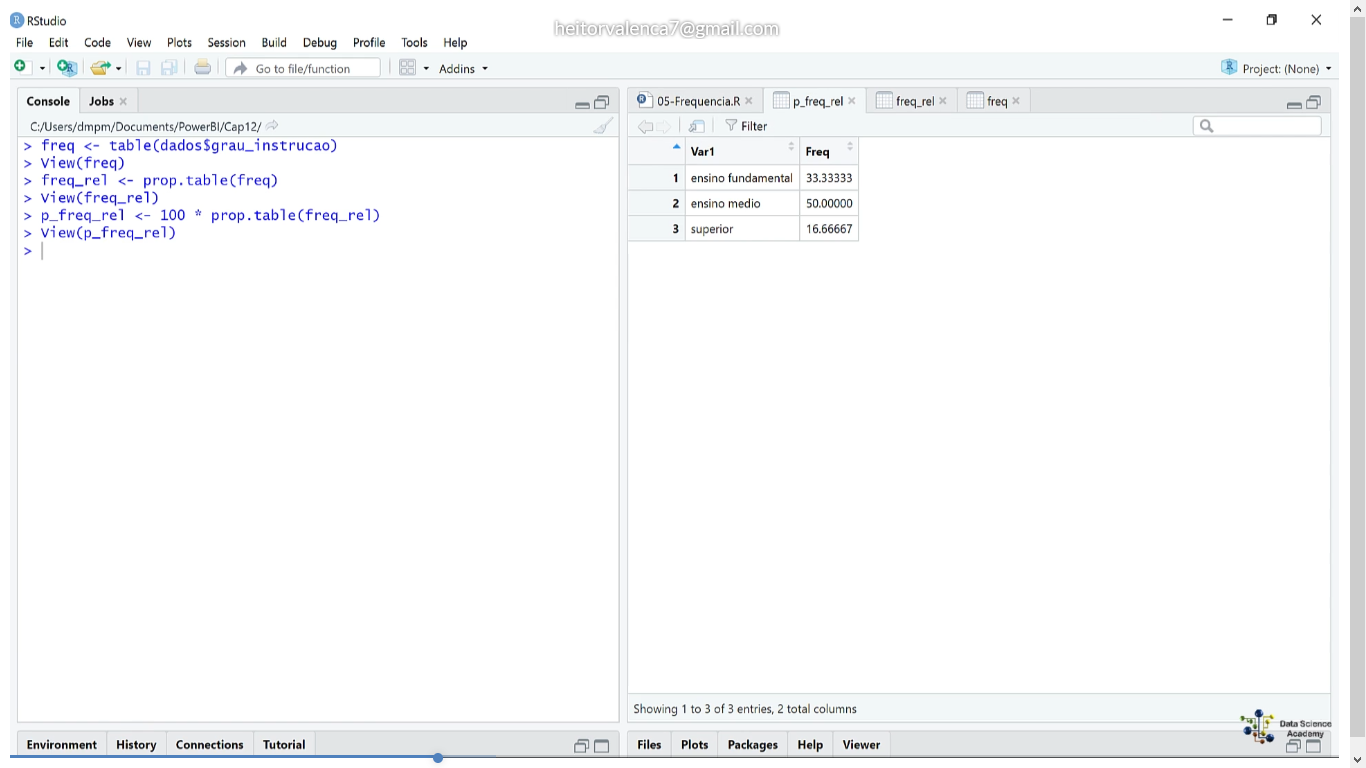 RStudio
heitorvalenca7@gmail.com
File Edit Code View Plots Session Build Debug Profile Tools Help
Go to file/function
Addins
Project: (None)
Console Jobs
C:/Users/dmpm/Documents/PowerBI/Cap12/
> freq <- table(dados$grau_instrucao)
> View(freq)
> freq_rel <- prop.table(freq)
> View(freq_rel)
> p_freq_rel <- 100 * prop.table(freq_rel)
> View(p_freq_rel)
>
05-Frequencia.R p_freq_rel freq_rel freq
Filter
Var1 Freq
1 ensino fundamental 33.33333
2 ensino medio 50.00000
3 superior 16.66667
Showing 1 to 3 of 3 entries, 2 total columns
Data Science
Academy
Environment History Connections Tutorial
Files Plots Packages Help Viewer